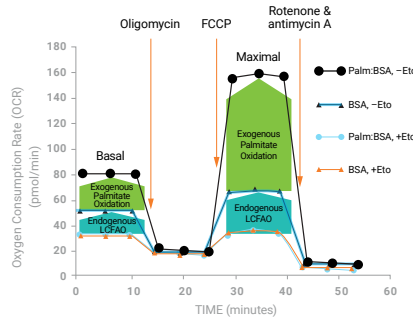 Rotenone &
Oligomycin
FCCP
antimycin A
180
Maximal
160
140
120
100
80
60
40
20
0
Oxygen Consumption Rate (OCR)
(pmol/min)
Basal
Exogenous
Palmitate
Oxidation
Endogenous
LCFAO
Exogenous
Palmitate
Oxidation
Endogenous
LCFAO
Palm:BSA, −Eto
BSA, −Eto
Palm:BSA, +Eto
BSA, +Eto
0
10
20
30
40
50
60
TIME (minutes)